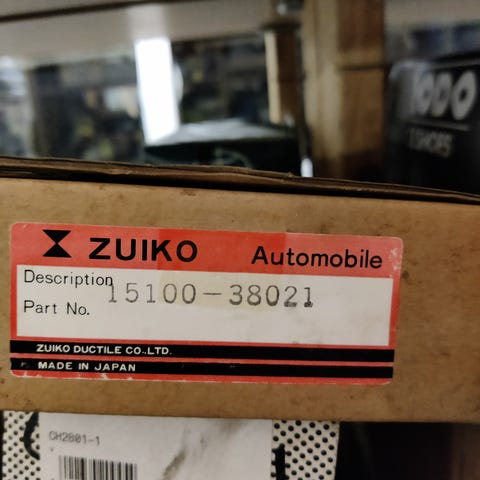 ZUIKO Automobile
Description
15100-38021
Part No.
ZUIKO DUCTILE CO.,LTD.
MADE IN JAPAN
CH2801-1